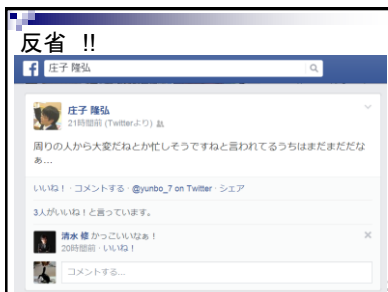 反省 !!
庄子 隆弘
庄子 隆弘
21時間前 (Twitterより)
周りの人から大変だねとか忙しそうですねと言われてるうちはまだまだだな
ぁ...
いいね！ · コメントする · @yunbo_7 on Twitter · シェア
3人がいいね！と言っています。
清水 修 かっこいいなぁ！
20時間前 · いいね！
コメントする...